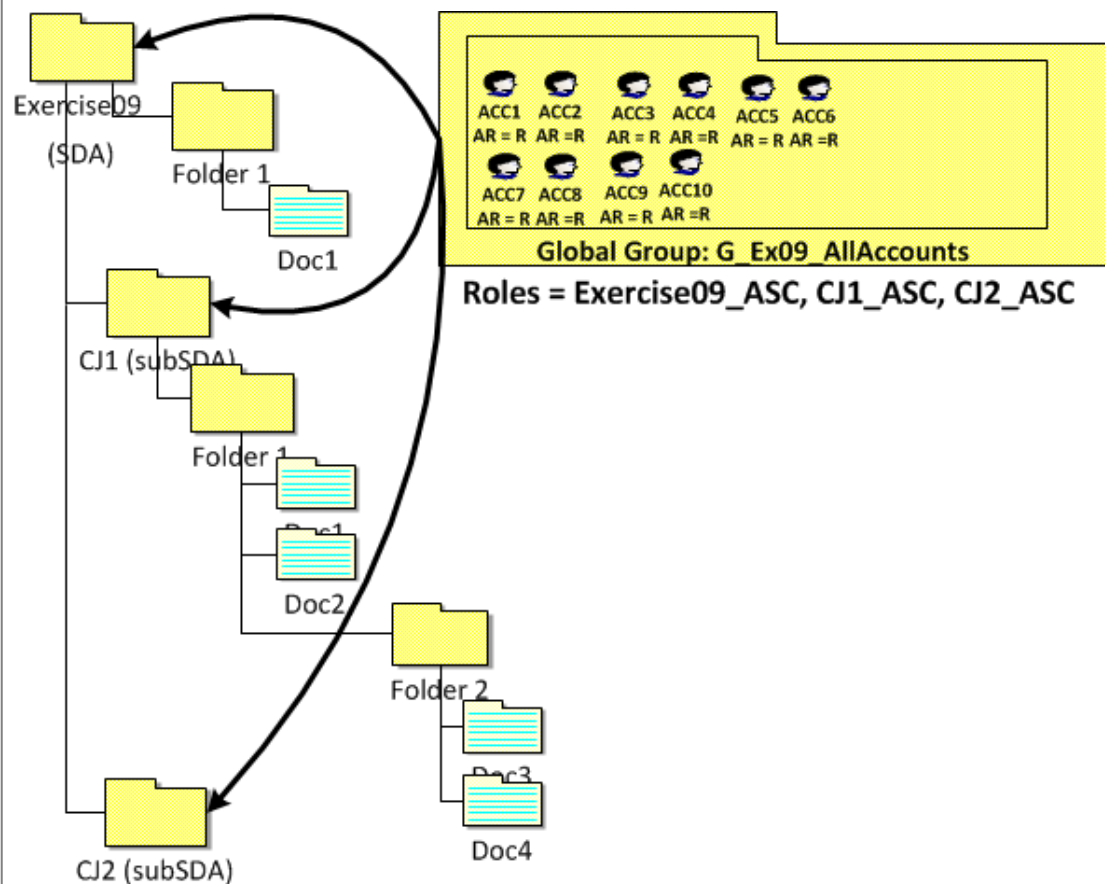 Exercise09
(SDA)
Folder 1
Doc1
CJ1 (subSDA)
Folder 1
Doc1
Doc2
Folder 2
Doc3
Doc4
CJ2 (subSDA)
ACC1 ACC2 ACC3 ACC4 ACC5 ACC6
AR = R AR =R AR = R AR =R AR = R AR =R
ACC7 ACC8 ACC9 ACC10
AR = R AR =R AR = R AR =R
Global Group: G_Ex09_AllAccounts
Roles = Exercise09_ASC, CJ1_ASC, CJ2_ASC